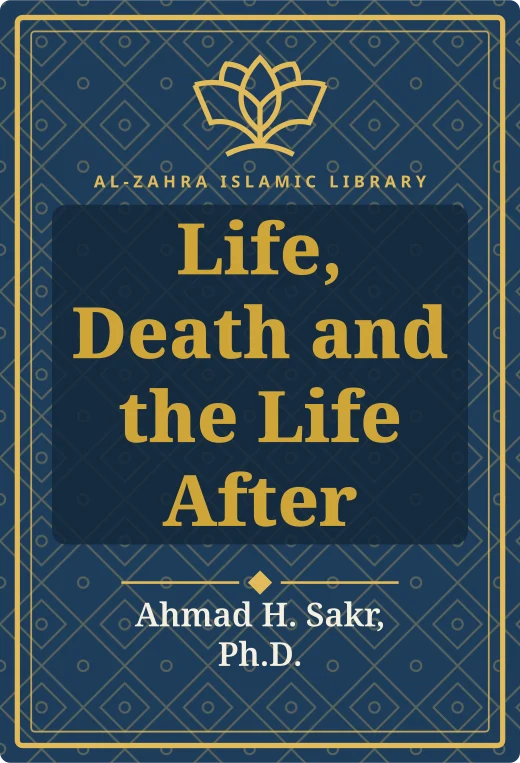 AL-ZAHRA ISLAMIC LIBRARY
Life,
Death and
the Life
After
Ahmad H. Sakr,
Ph.D.